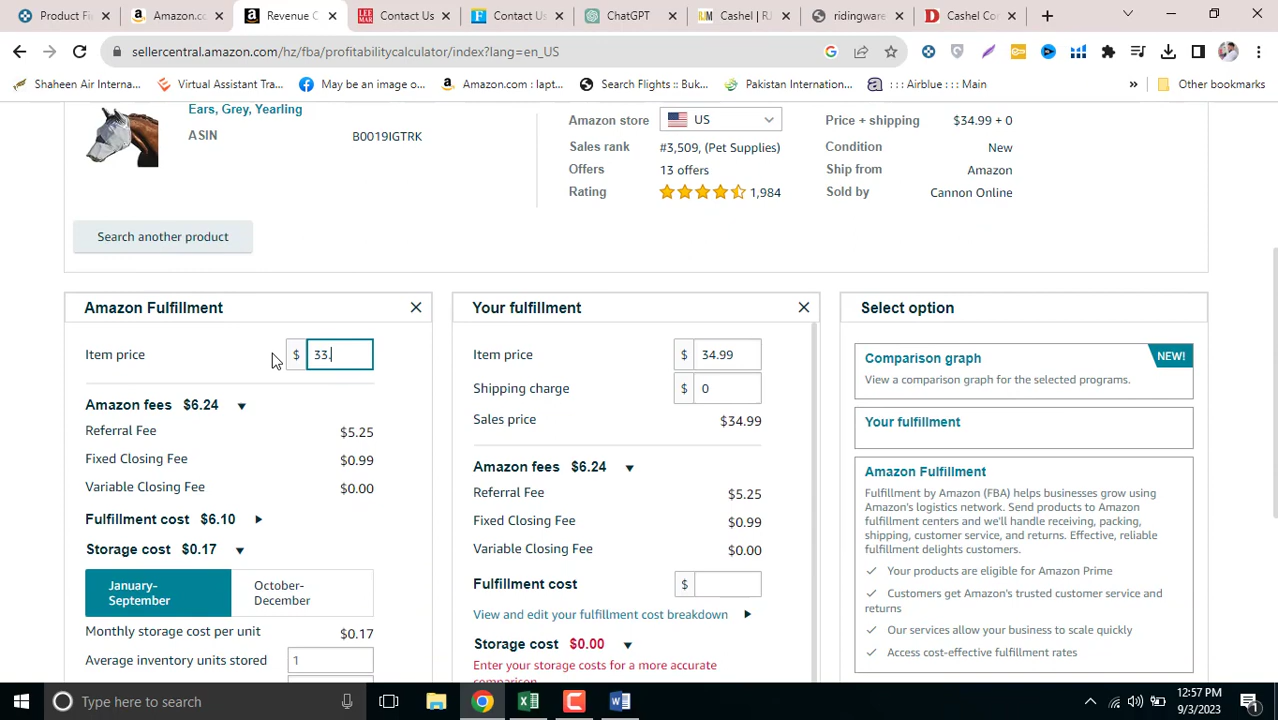 Product Fi
Amazon.cc
Revenue C
Contact Us
Contact Us
ChatGPT
Cashel | RJ
ridingware
Cashel Co
sellercentral.amazon.com/hz/fba/profitabilitycalculator/index?lang=en_US
Shaheen Air Interna...
Virtual Assistant Tra...
May be an image o...
Amazon.com : lapt...
Search Flights :: Buk...
Pakistan Internation...
: : : Airblue : : : Main
»
Other bookmarks
Ears, Grey, Yearling
ASIN B0019IGTRK
Amazon store US
Sales rank #3,509, (Pet Supplies)
Offers 13 offers
Rating 1,984
Price + shipping $34.99 + 0
Condition New
Ship from Amazon
Sold by Cannon Online
Search another product
Amazon Fulfillment
Item price $ 33.
Amazon fees $6.24
Referral Fee $5.25
Fixed Closing Fee $0.99
Variable Closing Fee $0.00
Fulfillment cost $6.10
Storage cost $0.17
January-
September
October-
December
Monthly storage cost per unit $0.17
Average inventory units stored 1
Your fulfillment
Item price $ 34.99
Shipping charge $ 0
Sales price $34.99
Amazon fees $6.24
Referral Fee $5.25
Fixed Closing Fee $0.99
Variable Closing Fee $0.00
Fulfillment cost $
View and edit your fulfillment cost breakdown
Storage cost $0.00
Enter your storage costs for a more accurate
comparison.
Select option
Comparison graph NEW!
View a comparison graph for the selected programs.
Your fulfillment
Amazon Fulfillment
Fulfillment by Amazon (FBA) helps businesses grow using
Amazon's logistics network. Send products to Amazon
fulfillment centers and we'll handle receiving, packing,
shipping, customer service, and returns. Effective, reliable
fulfillment delights customers.
Your products are eligible for Amazon Prime
Customers get Amazon's trusted customer service and
returns
Our services allow your business to scale quickly
Access cost-effective fulfillment rates
Type here to search
12:57 PM
9/3/2023
1